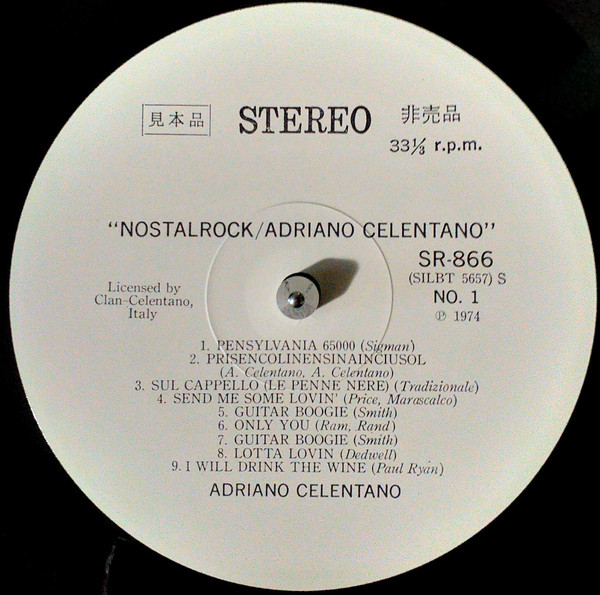 見本品 STEREO 非売品
33⅓ r.p.m.
"NOSTALROCK/ADRIANO CELENTANO"
SR-866
(SILBT 5657) S
NO. 1
℗ 1974
Licensed by
Clan-Celentano,
Italy
1. PENSYLVANIA 65000 (Sigman)
2. PRISENCOLINENSINAINCIUSOL
(A. Celentano, A. Celentano)
3. SUL CAPPELLO (LE PENNE NERE) (Tradizionale)
4. SEND ME SOME LOVIN' (Price, Marascalco)
5. GUITAR BOOGIE (Smith)
6. ONLY YOU (Ram, Rand)
7. GUITAR BOOGIE (Smith)
8. LOTTA LOVIN (Dedwell)
9. I WILL DRINK THE WINE (Paul Ryan)
ADRIANO CELENTANO